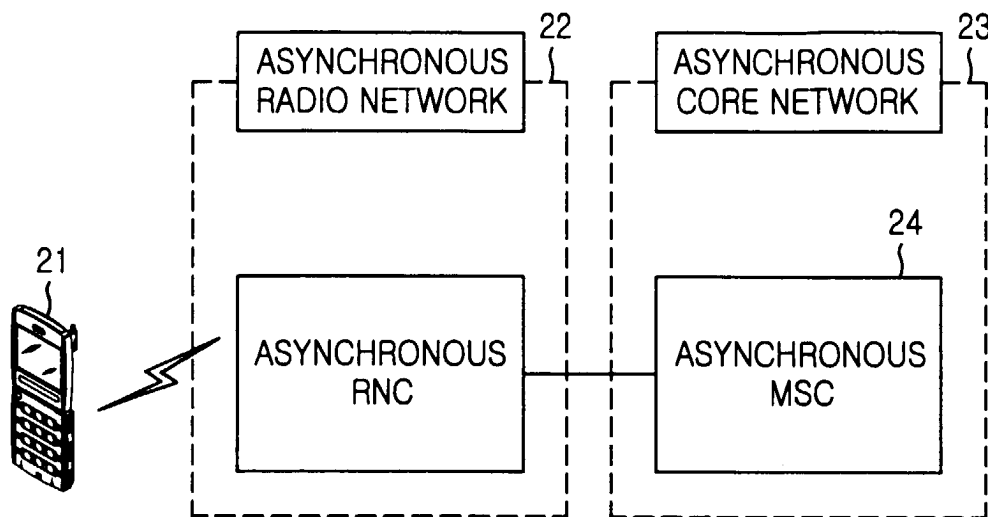 22
23
ASYNCHRONOUS
RADIO NETWORK
ASYNCHRONOUS
CORE NETWORK
21
24
ASYNCHRONOUS
RNC
ASYNCHRONOUS
MSC